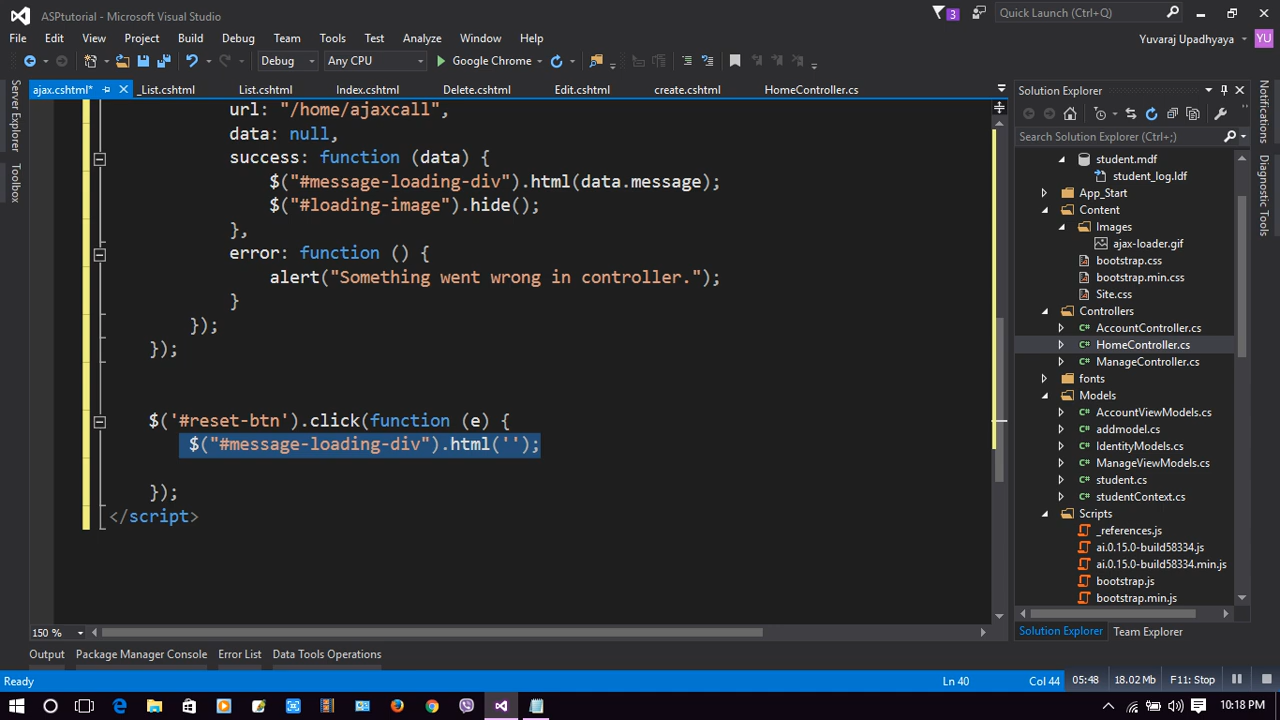 ASPtutorial - Microsoft Visual Studio
3
Quick Launch (Ctrl+Q)
File Edit View Project Build Debug Team Tools Test Analyze Window Help
Yuvaraj Upadhyaya YU
Debug Any CPU Google Chrome
ajax.cshtml* _List.cshtml List.cshtml Index.cshtml Delete.cshtml Edit.cshtml create.cshtml HomeController.cs
Server Explorer
Toolbox
url: "/home/ajaxcall",
data: null,
success: function (data) {
$("#message-loading-div").html(data.message);
$("#loading-image").hide();
},
error: function () {
alert("Something went wrong in controller.");
}
});
});
$('#reset-btn').click(function (e) {
$("#message-loading-div").html('');
});
</script>
150 %
Solution Explorer
Search Solution Explorer (Ctrl+;)
student.mdf
student_log.ldf
App_Start
Content
Images
ajax-loader.gif
bootstrap.css
bootstrap.min.css
Site.css
Controllers
AccountController.cs
HomeController.cs
ManageController.cs
fonts
Models
AccountViewModels.cs
addmodel.cs
IdentityModels.cs
ManageViewModels.cs
student.cs
studentContext.cs
Scripts
_references.js
ai.0.15.0-build58334.js
ai.0.15.0-build58334.min.js
bootstrap.js
bootstrap.min.js
Solution Explorer Team Explorer
Notifications
Diagnostic Tools
Output Package Manager Console Error List Data Tools Operations
Ready Ln 40 Col 44 05:48 18.02 Mb F11: Stop
10:18 PM